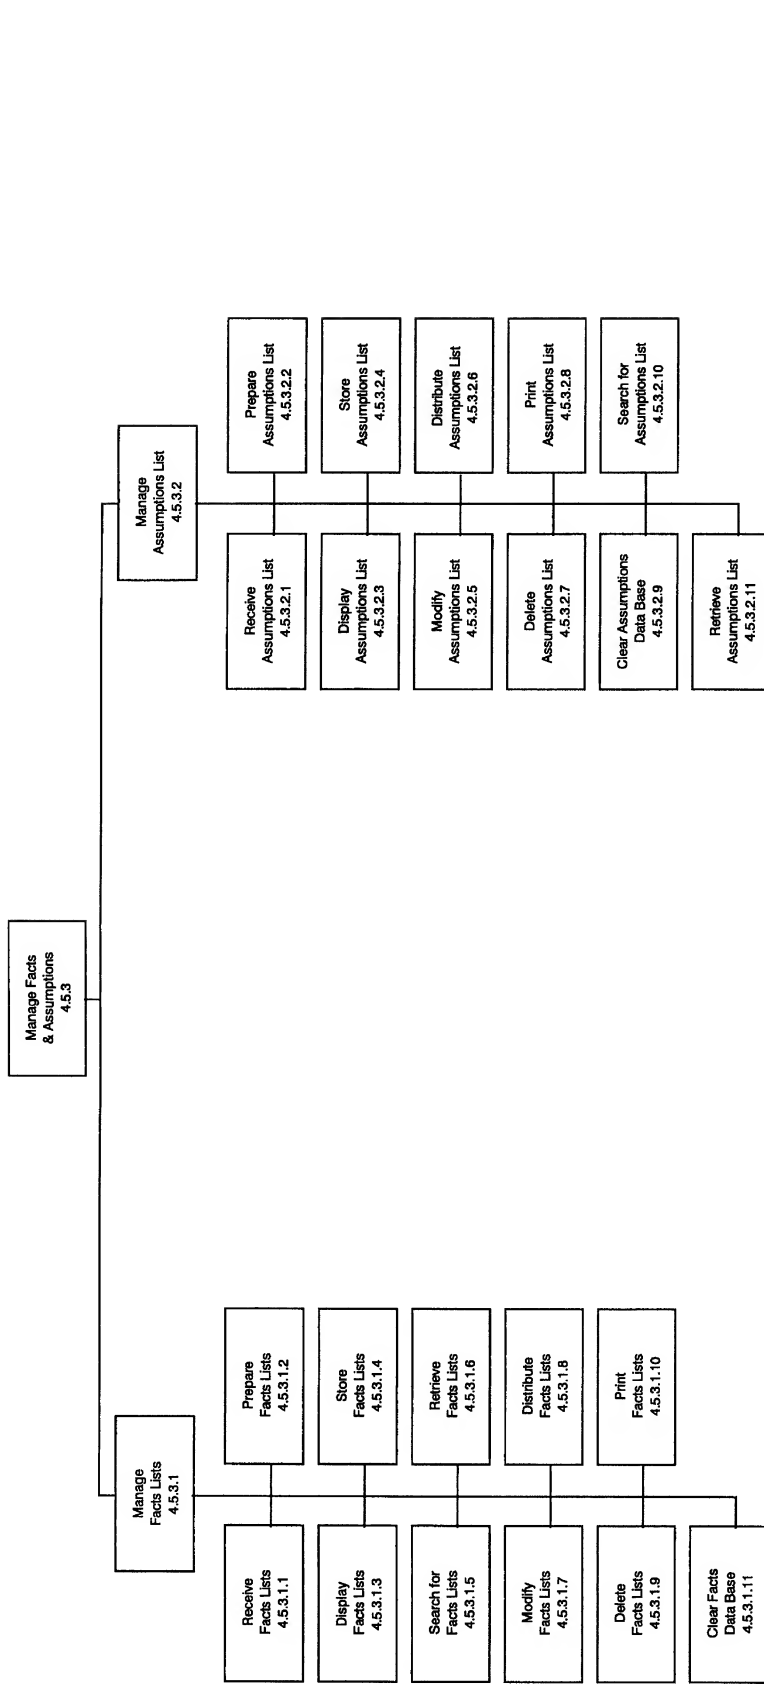 Manage Facts
& Assumptions
4.5.3
Manage
Facts Lists
4.5.3.1
Receive
Facts Lists
4.5.3.1.1
Prepare
Facts Lists
4.5.3.1.2
Display
Facts Lists
4.5.3.1.3
Store
Facts Lists
4.5.3.1.4
Search for
Facts Lists
4.5.3.1.5
Retrieve
Facts Lists
4.5.3.1.6
Modify
Facts Lists
4.5.3.1.7
Distribute
Facts Lists
4.5.3.1.8
Delete
Facts Lists
4.5.3.1.9
Print
Facts Lists
4.5.3.1.10
Clear Facts
Data Base
4.5.3.1.11
Manage
Assumptions List
4.5.3.2
Receive
Assumptions List
4.5.3.2.1
Prepare
Assumptions List
4.5.3.2.2
Display
Assumptions List
4.5.3.2.3
Store
Assumptions List
4.5.3.2.4
Modify
Assumptions List
4.5.3.2.5
Distribute
Assumptions List
4.5.3.2.6
Delete
Assumptions List
4.5.3.2.7
Print
Assumptions List
4.5.3.2.8
Clear Assumptions
Data Base
4.5.3.2.9
Search for
Assumptions List
4.5.3.2.10
Retrieve
Assumptions List
4.5.3.2.11